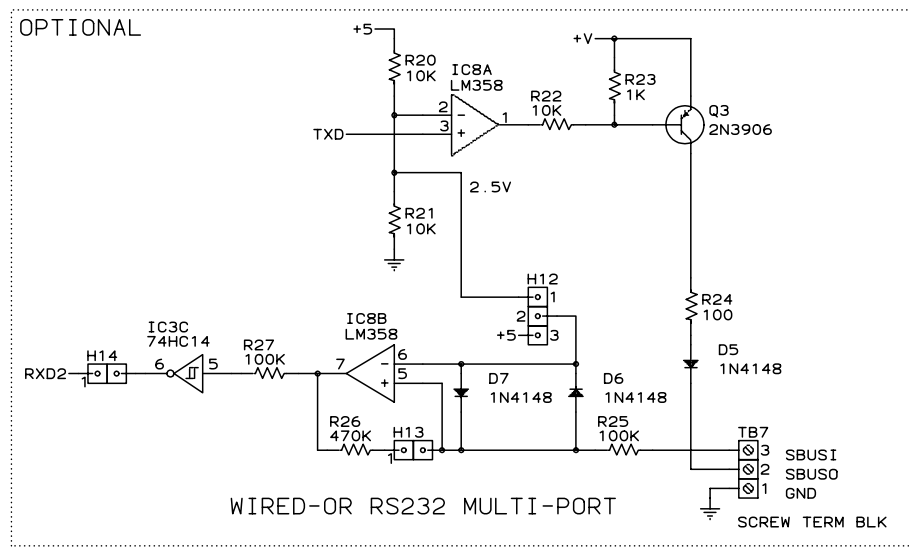 OPTIONAL
+5
R20
10K
IC8A
LM358
2
-
3
+
1
TXD
R22
10K
+V
R23
1K
Q3
2N3906
2.5V
R21
10K
H12
1
2
+5
3
R24
100
D5
1N4148
IC3C
74HC14
H14
RXD2
1
6
5
R27
100K
IC8B
LM358
7
6
-
5
+
D7
1N4148
D6
1N4148
R26
470K
H13
1
R25
100K
TB7
3
SBUSI
2
SBUSO
1
GND
SCREW TERM BLK
WIRED-OR RS232 MULTI-PORT